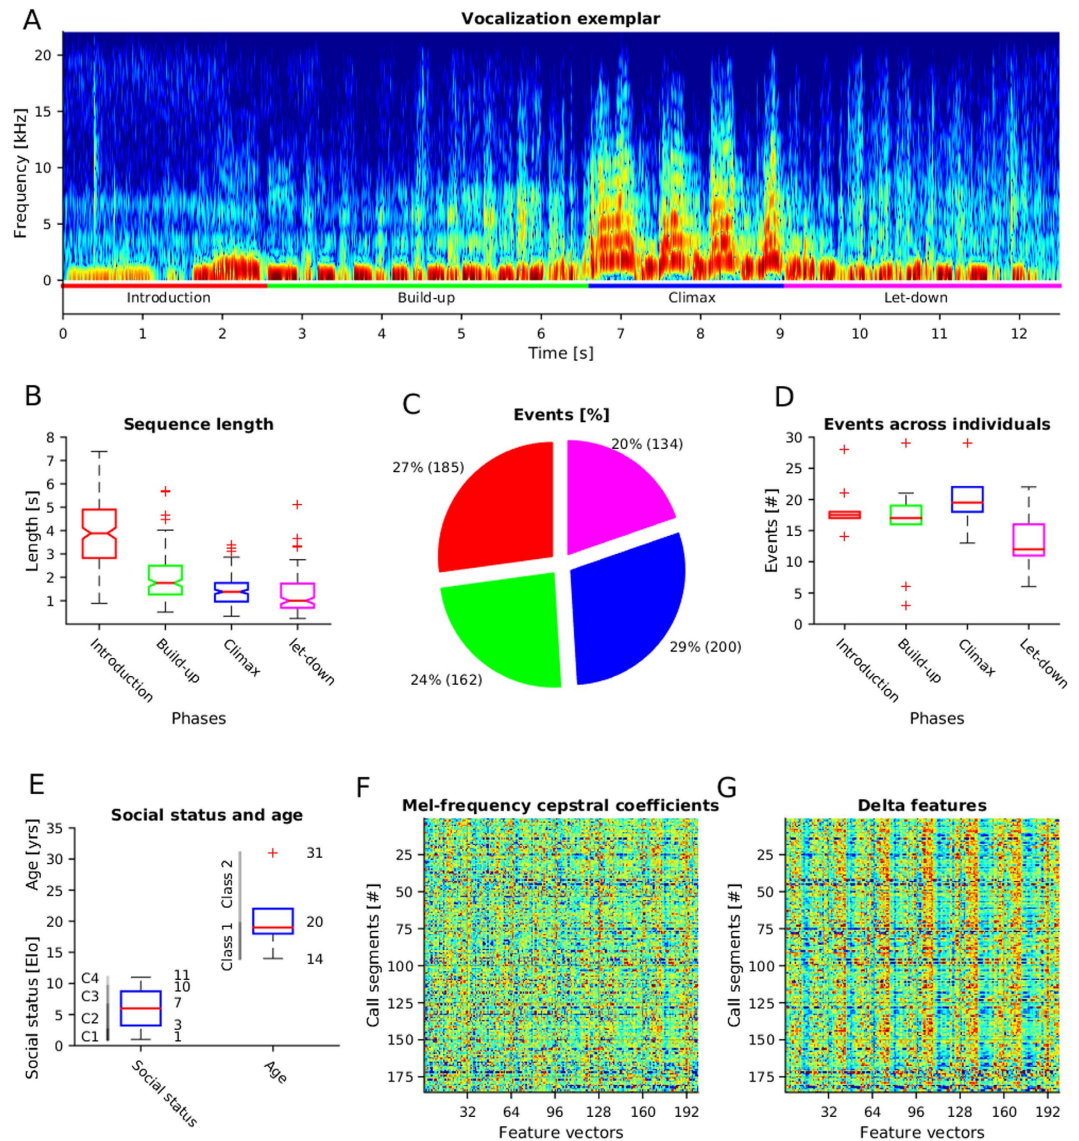 A
Vocalization exemplar
Frequency [kHz]
20
15
10
5
0
Introduction Build-up Climax Let-down
0 1 2 3 4 5 6 7 8 9 10 11 12
Time [s]
B
Sequence length
Length [s]
8
7
6
5
4
3
2
1
Introduction Build-up Climax let-down
Phases
C
Events [%]
27% (185)
20% (134)
24% (162)
29% (200)
D
Events across individuals
Events [#]
30
25
20
15
10
5
0
Introduction Build-up Climax Let-down
Phases
E
Social status and age
Social status [Elo] Age [yrs]
35
30
25
20
15
10
5
0
C4
C3
C2
C1
11
10
7
3
1
Class 1 Class 2
31
20
14
Social status Age
F
Mel-frequency cepstral coefficients
Call segments [#]
25
50
75
100
125
150
175
32 64 96 128 160 192
Feature vectors
G
Delta features
Call segments [#]
25
50
75
100
125
150
175
32 64 96 128 160 192
Feature vectors